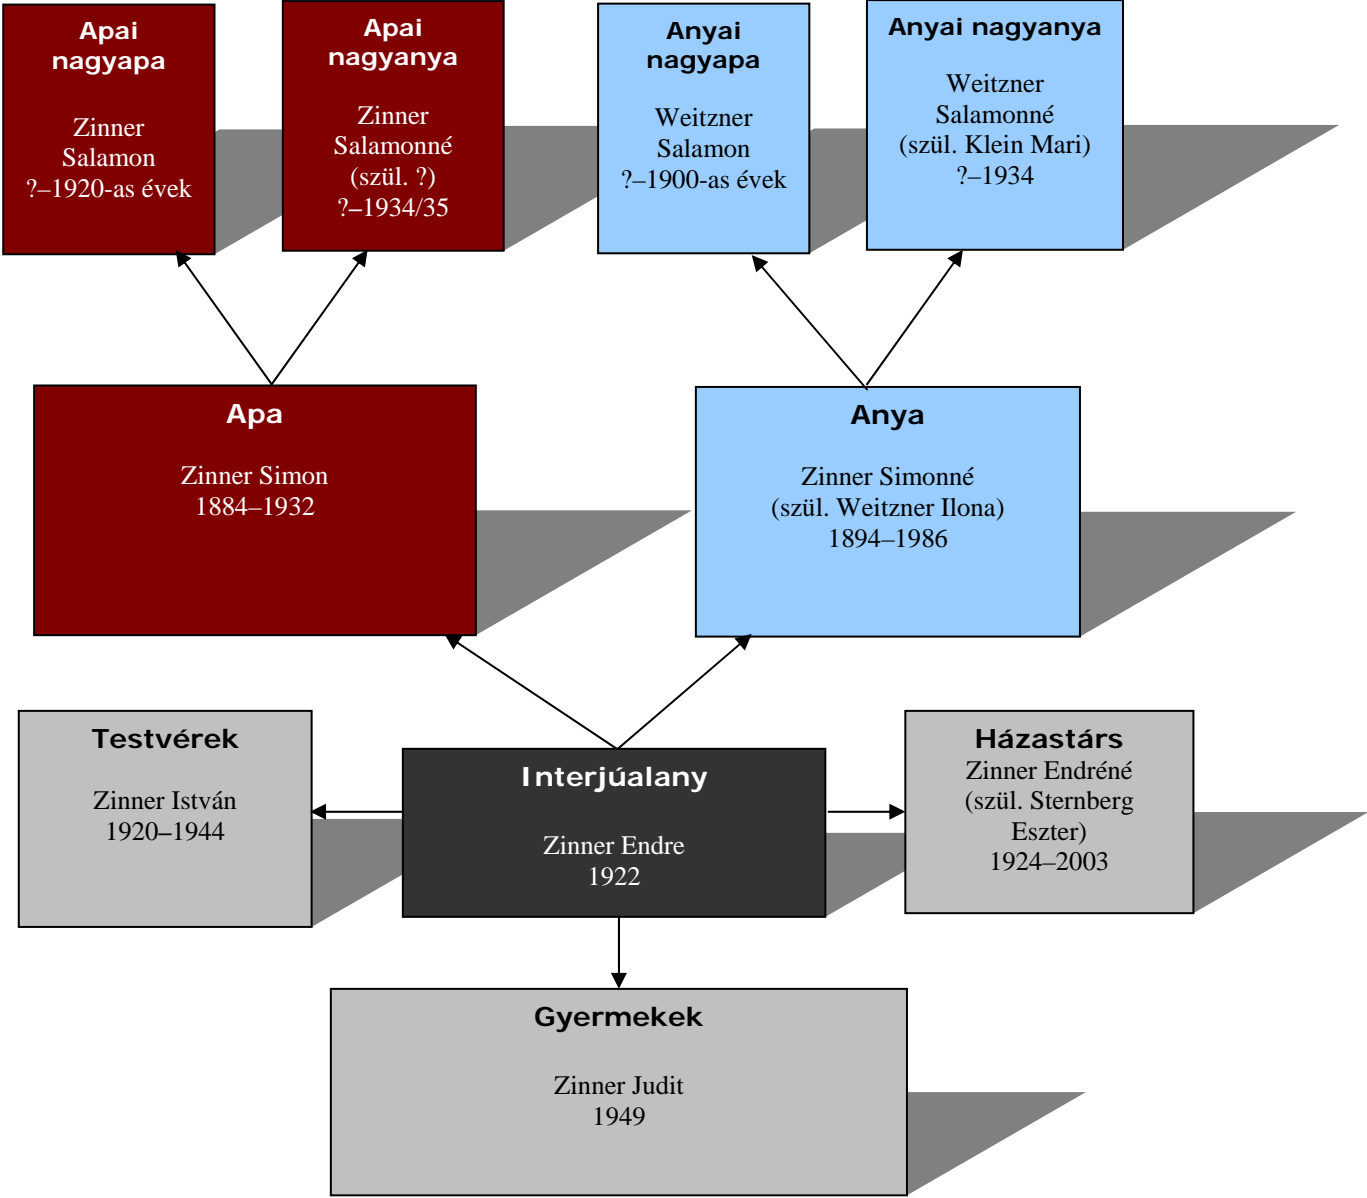 Apai
nagyapa
Zinner
Salamon
?–1920-as évek
Apai
nagyanya
Zinner
Salamonné
(szül. ?)
?–1934/35
Anyai
nagyapa
Weitzner
Salamon
?–1900-as évek
Anyai nagyanya
Weitzner
Salamonné
(szül. Klein Mari)
?–1934
Apa
Zinner Simon
1884–1932
Anya
Zinner Simonné
(szül. Weitzner Ilona)
1894–1986
Testvérek
Zinner István
1920–1944
Interjúalany
Zinner Endre
1922
Házastárs
Zinner Endréné
(szül. Sternberg
Eszter)
1924–2003
Gyermekek
Zinner Judit
1949